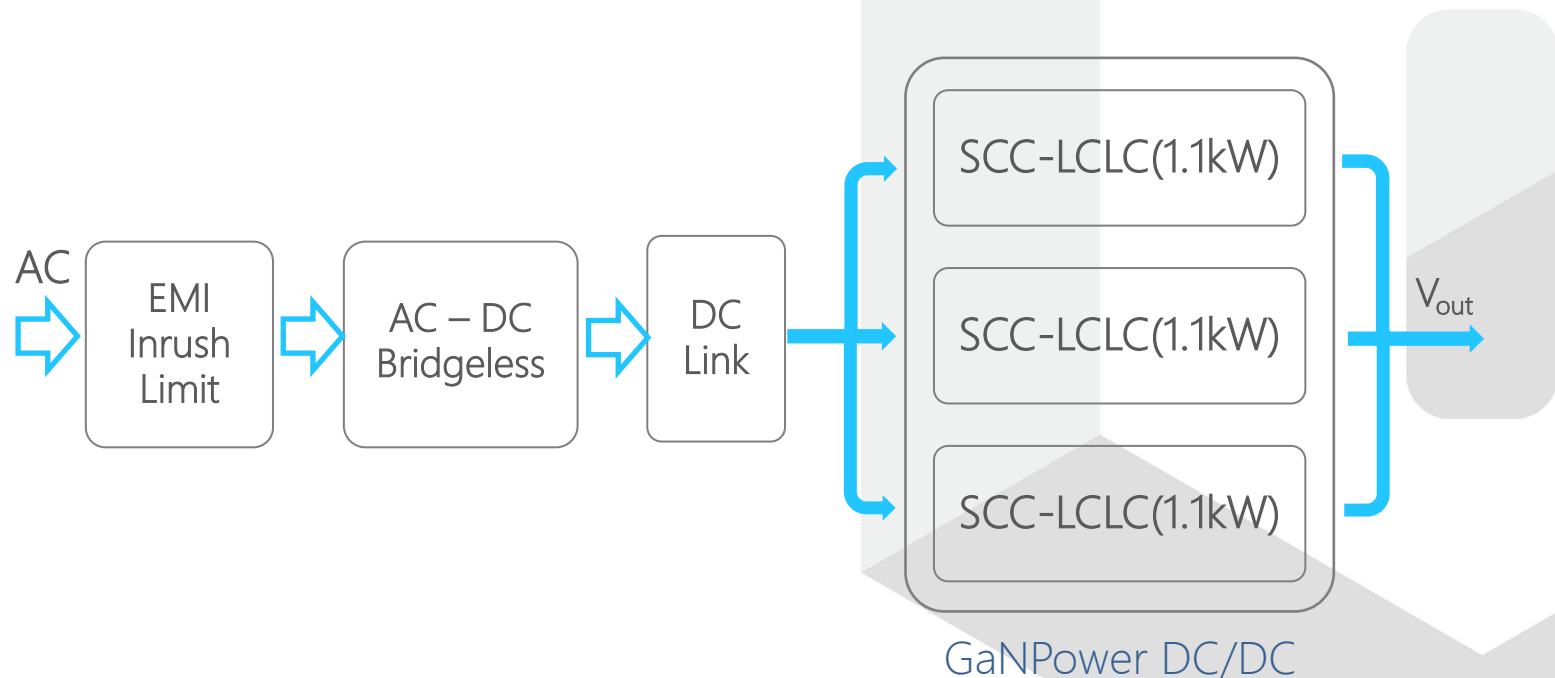 AC
EMI
Inrush
Limit
AC – DC
Bridgeless
DC
Link
SCC-LCLC(1.1kW)
SCC-LCLC(1.1kW)
SCC-LCLC(1.1kW)
Vout
GaNPower DC/DC